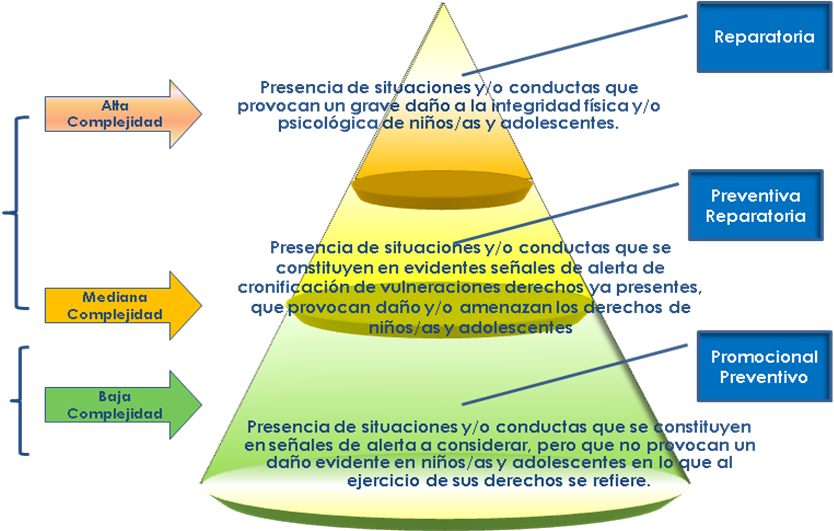 Reparatoria
Presencia de situaciones y/o conductas que
provocan un grave daño a la integridad física y/o
psicológica de niños/as y adolescentes.
Alta
Complejidad
Preventiva
Reparatoria
Presencia de situaciones y/o conductas que se
constituyen en evidentes señales de alerta de
cronificación de vulneraciones derechos ya presentes,
que provocan daño y/o amenazan los derechos de
niños/as y adolescentes
Mediana
Complejidad
Promocional
Preventivo
Baja
Complejidad
Presencia de situaciones y/o conductas que se constituyen
en señales de alerta a considerar, pero que no provocan un
daño evidente en niños/as y adolescentes en lo que al
ejercicio de sus derechos se refiere.